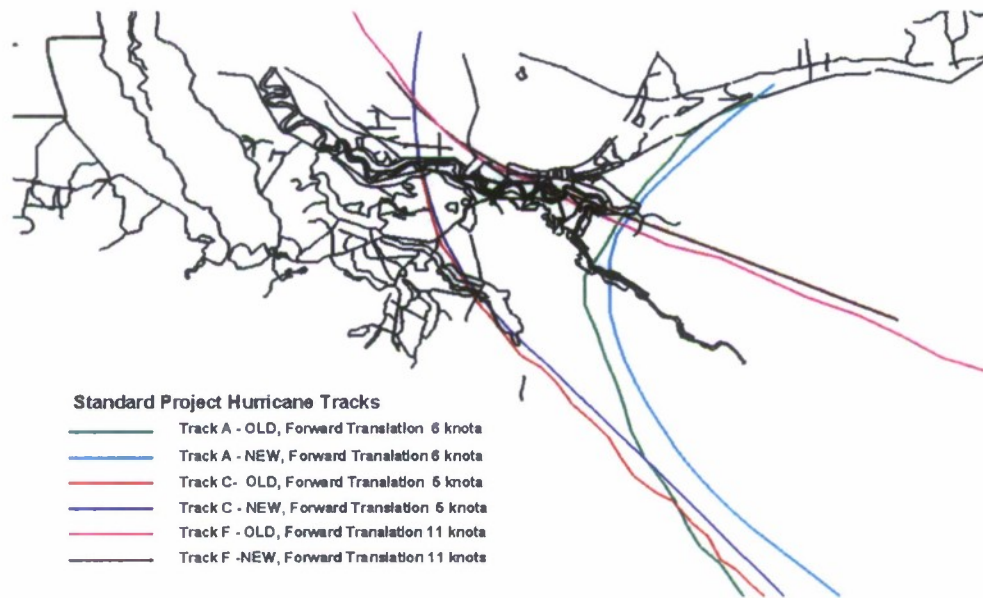 Standard Project Hurricane Tracks
Track A - OLD, Forward Translation 6 knots
Track A - NEW, Forward Translation 6 knots
Track C- OLD, Forward Translation 5 knots
Track C - NEW, Forward Translation 5 knots
Track F - OLD, Forward Translation 11 knots
Track F -NEW, Forward Translation 11 knots